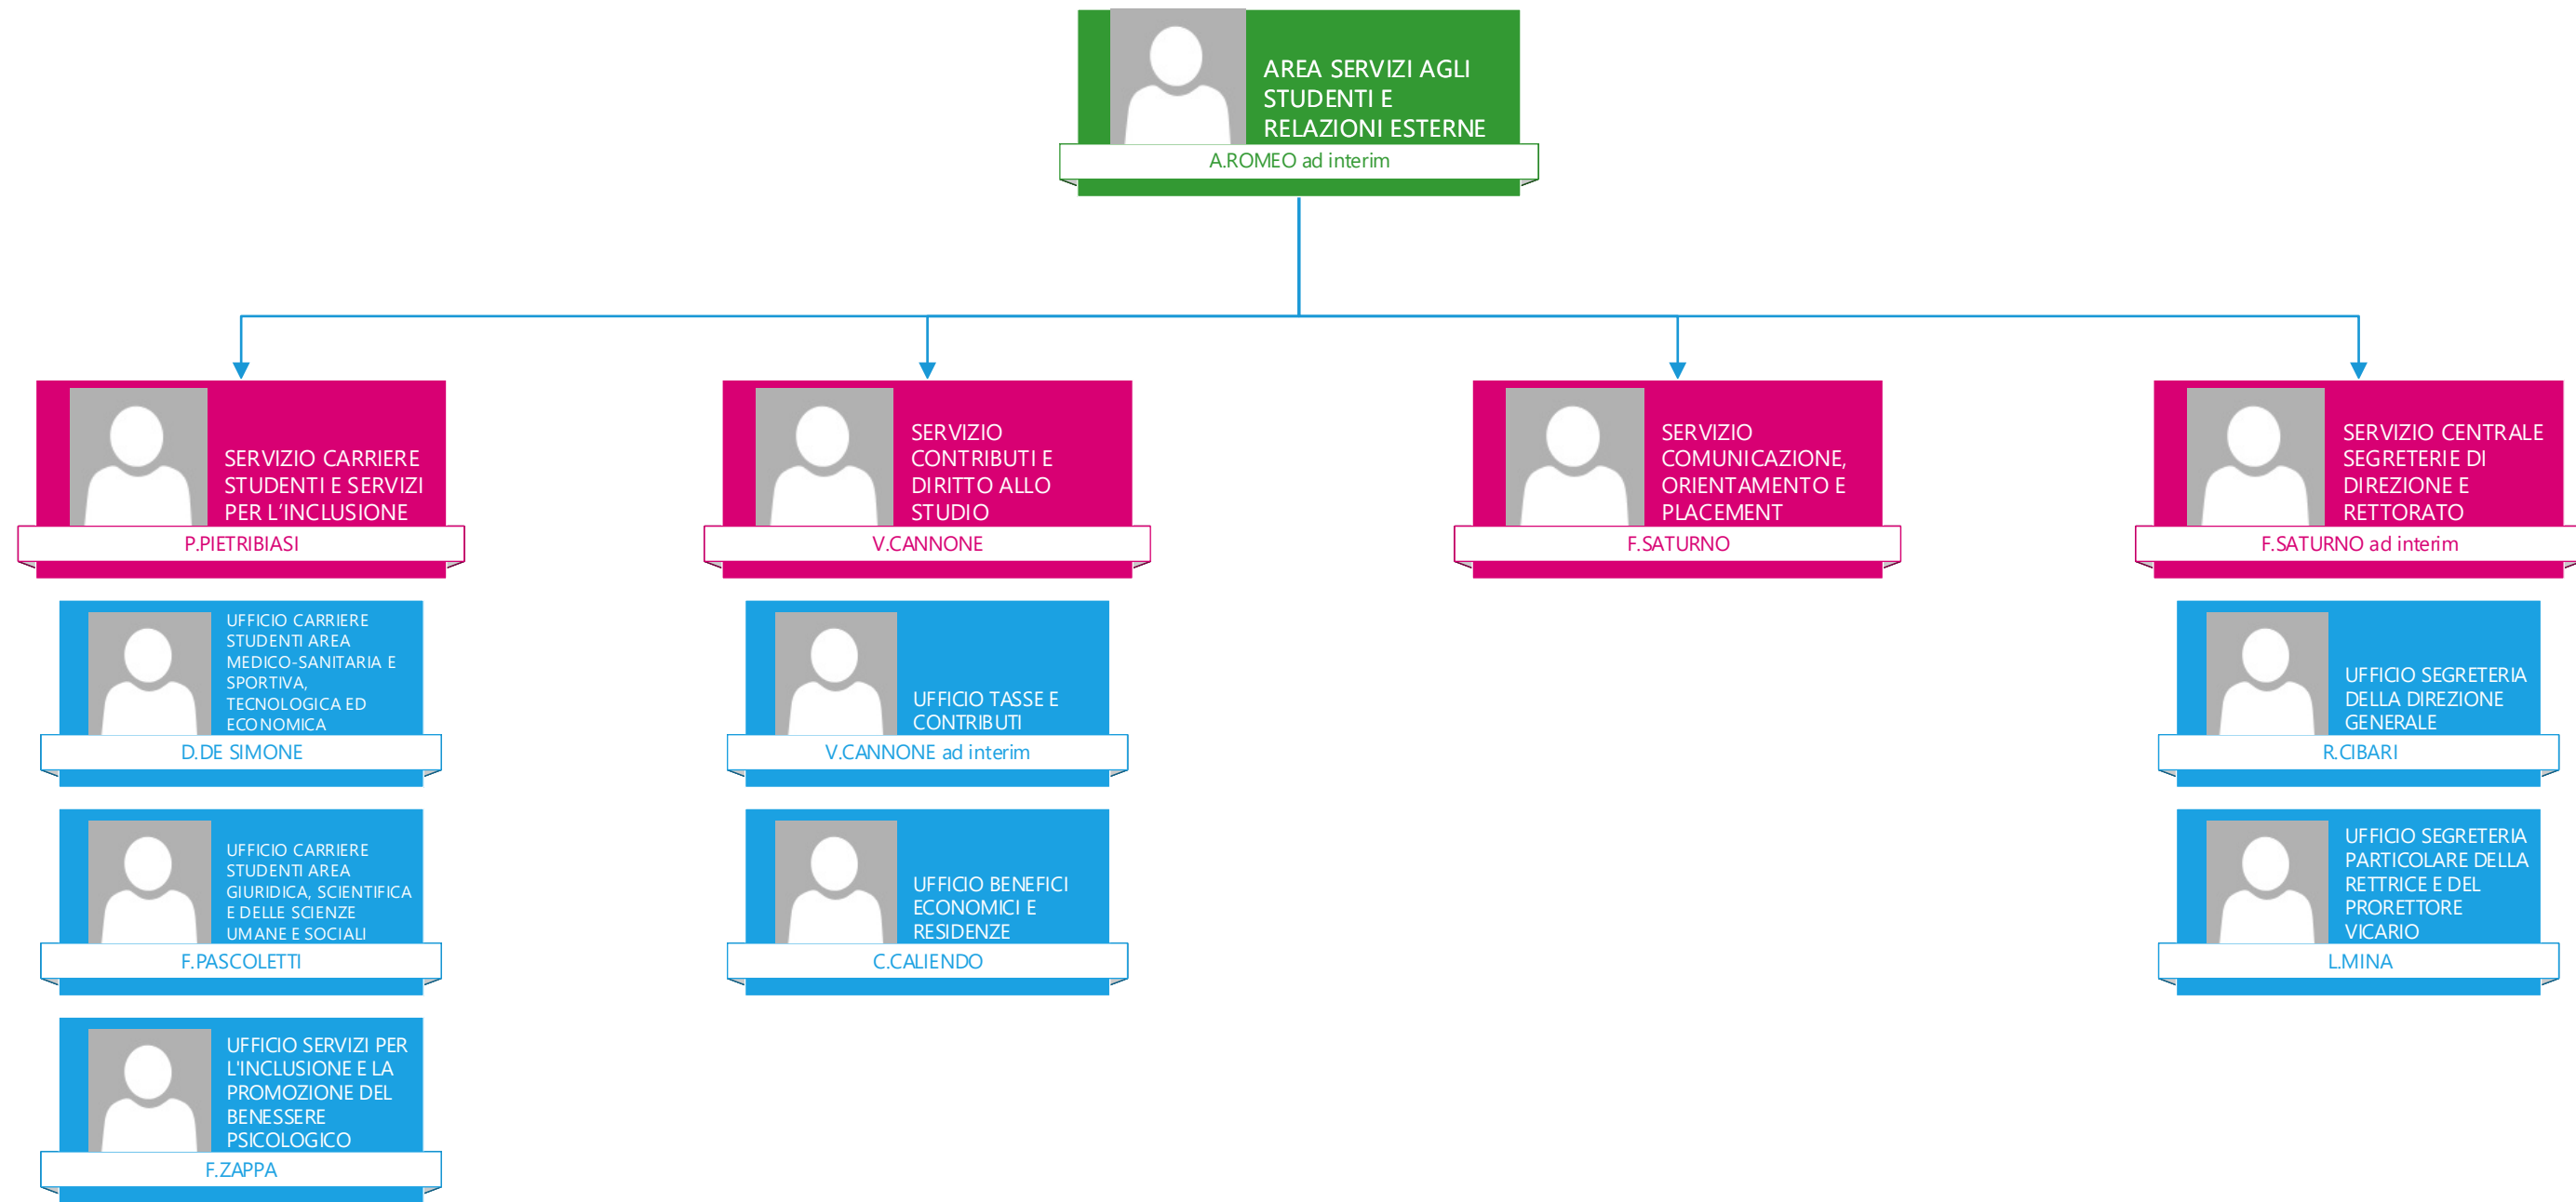 AREA SERVIZI AGLI
STUDENTI E
RELAZIONI ESTERNE
A.ROMEO ad interim
SERVIZIO CARRIERE
STUDENTI E SERVIZI
PER L’INCLUSIONE
P.PIETRIBIASI
UFFICIO CARRIERE
STUDENTI AREA
MEDICO-SANITARIA E
SPORTIVA,
TECNOLOGICA ED
ECONOMICA
D.DE SIMONE
UFFICIO CARRIERE
STUDENTI AREA
GIURIDICA, SCIENTIFICA
E DELLE SCIENZE
UMANE E SOCIALI
F.PASCOLETTI
UFFICIO SERVIZI PER
L'INCLUSIONE E LA
PROMOZIONE DEL
BENESSERE
PSICOLOGICO
F.ZAPPA
SERVIZIO
CONTRIBUTI E
DIRITTO ALLO
STUDIO
V.CANNONE
UFFICIO TASSE E
CONTRIBUTI
V.CANNONE ad interim
UFFICIO BENEFICI
ECONOMICI E
RESIDENZE
C.CALIENDO
SERVIZIO
COMUNICAZIONE,
ORIENTAMENTO E
PLACEMENT
F.SATURNO
SERVIZIO CENTRALE
SEGRETERIE DI
DIREZIONE E
RETTORATO
F.SATURNO ad interim
UFFICIO SEGRETERIA
DELLA DIREZIONE
GENERALE
R.CIBARI
UFFICIO SEGRETERIA
PARTICOLARE DELLA
RETTRICE E DEL
PRORETTORE
VICARIO
L.MINA